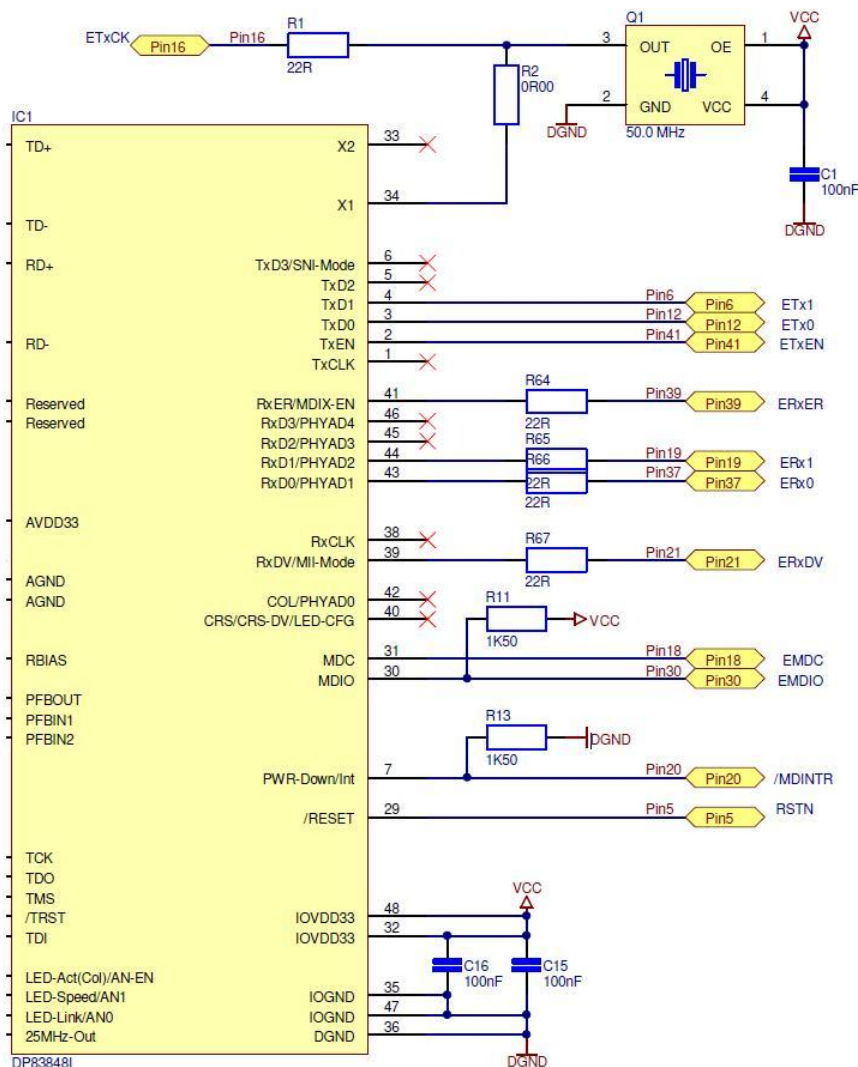 ETxCK Pin16 Pin16 R1 22R
R2 0R00
Q1
3 OUT OE 1 VCC
2 GND VCC 4
DGND
50.0 MHz
C1 100nF
DGND
IC1
TD+ X2 33
X1 34
TD-
RD+ TxD3/SNI-Mode 6
TxD2 5
TxD1 4 Pin6 Pin6 ETx1
TxD0 3 Pin12 Pin12 ETx0
RD- TxEN 2 Pin41 Pin41 ETxEN
TxCLK 1
Reserved RxER/MDIX-EN 41 R64 22R Pin39 Pin39 ERxER
Reserved RxD3/PHYAD4 46
RxD2/PHYAD3 45
RxD1/PHYAD2 44 R65 22R Pin19 Pin19 ERx1
RxD0/PHYAD1 43 R66 22R Pin37 Pin37 ERx0
AVDD33
RxCLK 38
RxDV/MII-Mode 39 R67 22R Pin21 Pin21 ERxDV
AGND
AGND COL/PHYAD0 42
CRS/CRS-DV/LED-CFG 40
R11 1K50 VCC
RBIAS MDC 31 Pin18 Pin18 EMDC
MDIO 30 Pin30 Pin30 EMDIO
PFBOUT
PFBIN1
PFBIN2
R13 1K50 DGND
PWR-Down/Int 7 Pin20 Pin20 /MDINTR
/RESET 29 Pin5 Pin5 RSTN
TCK
TDO
TMS
VCC
/TRST IOVDD33 48
TDI IOVDD33 32
C16 100nF
C15 100nF
LED-Act(Col)/AN-EN
LED-Speed/AN1 IOGND 35
LED-Link/AN0 IOGND 47
25MHz-Out DGND 36
DP83848I
DGND